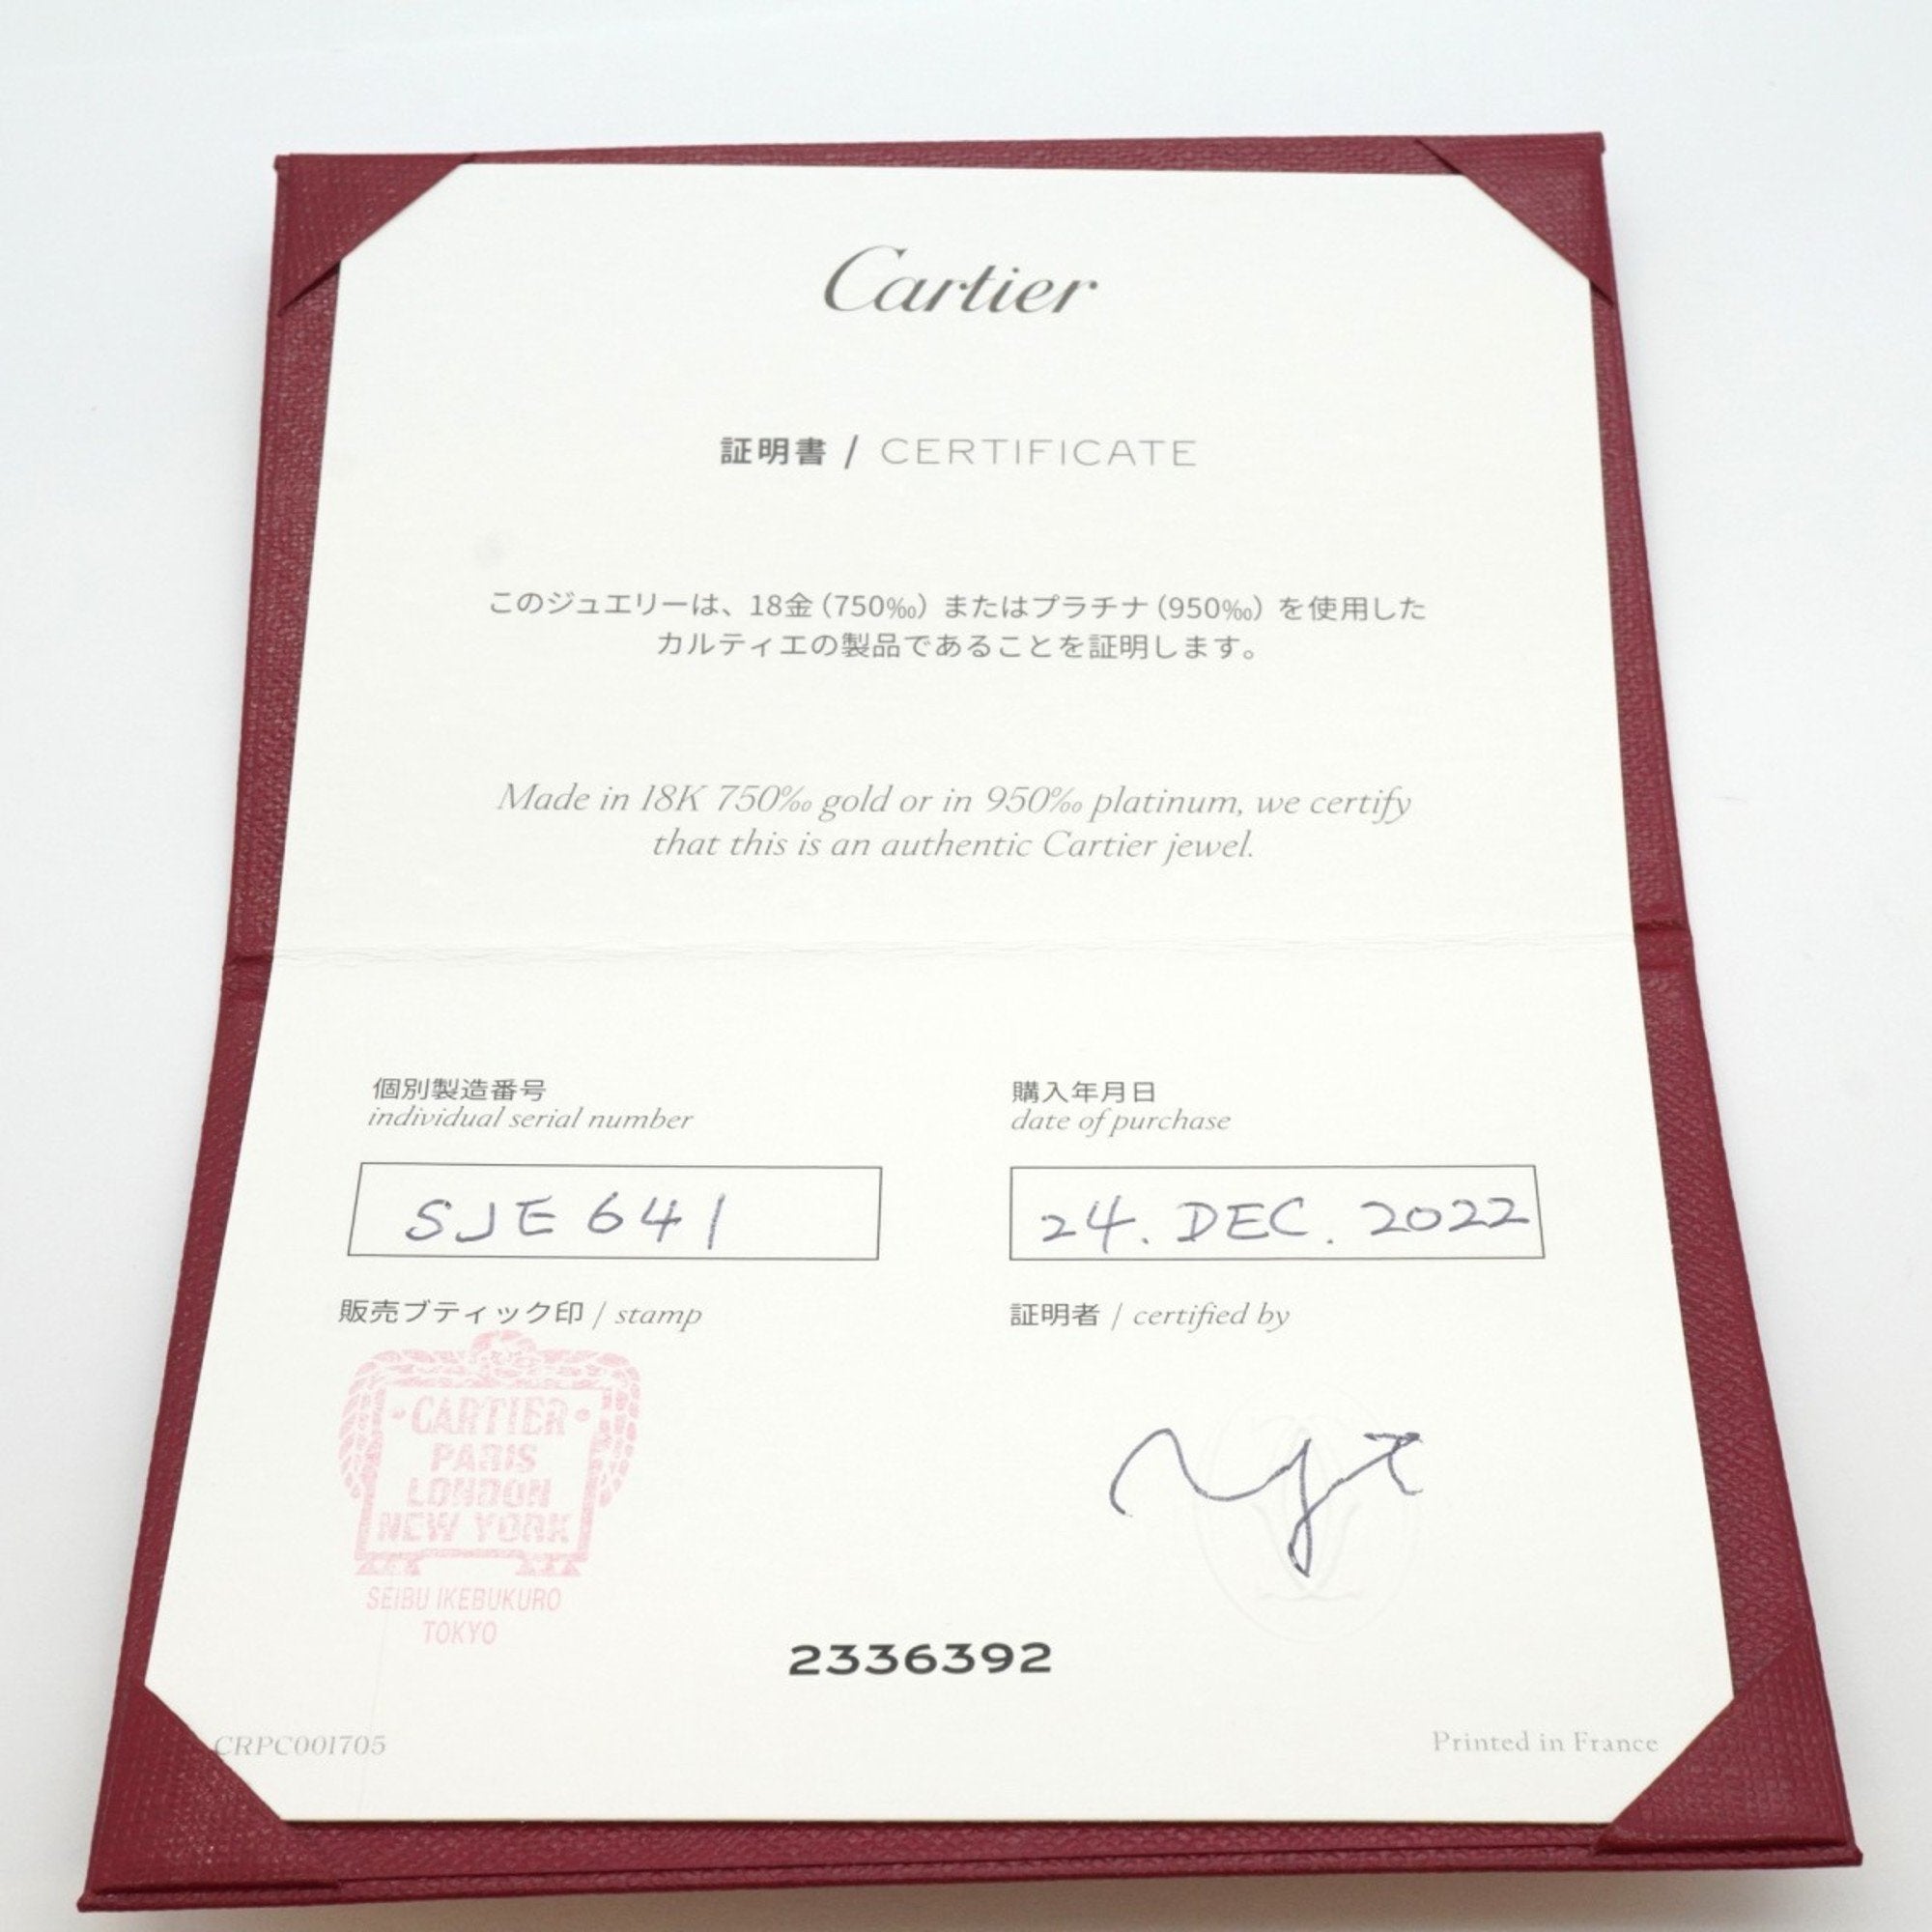 Cartier
証明書 / CERTIFICATE
このジュエリーは、18金(750‰)またはプラチナ(950‰)を使用した
カルティエの製品であることを証明します。
Made in 18K 750‰ gold or in 950‰ platinum, we certify
that this is an authentic Cartier jewel.
個別製造番号
individual serial number
SJE641
購入年月日
date of purchase
24. DEC. 2022
販売ブティック印 / stamp
·CARTIER·
PARIS
LONDON
NEW YORK
SEIBU IKEBUKURO
TOKYO
証明者 / certified by
2336392
CRPC001705
Printed in France